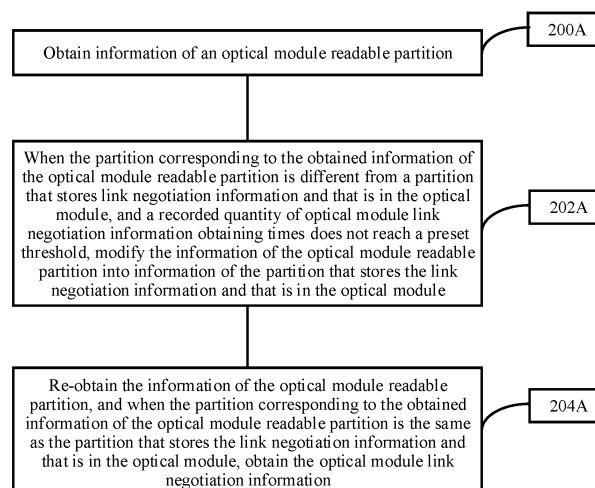 200A
Obtain information of an optical module readable partition
When the partition corresponding to the obtained information of
the optical module readable partition is different from a partition
that stores link negotiation information and that is in the optical
module, and a recorded quantity of optical module link
negotiation information obtaining times does not reach a preset
threshold, modify the information of the optical module readable
partition into information of the partition that stores the link
negotiation information and that is in the optical module
202A
Re-obtain the information of the optical module readable
partition, and when the partition corresponding to the obtained
information of the optical module readable partition is the same
as the partition that stores the link negotiation information and
that is in the optical module, obtain the optical module link
negotiation information
204A